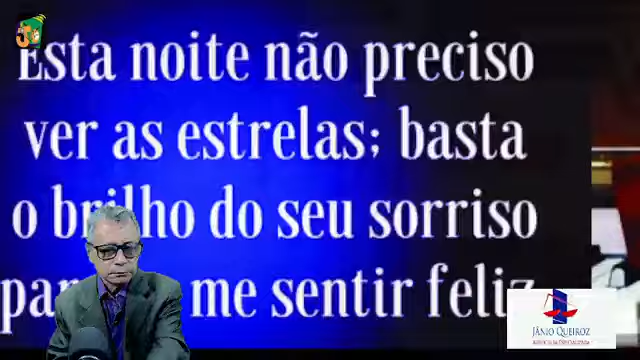 Esta noite não preciso
ver as estrelas; basta
o brilho do seu sorriso
me sentir feliz
JÂNIO QUEIROZ